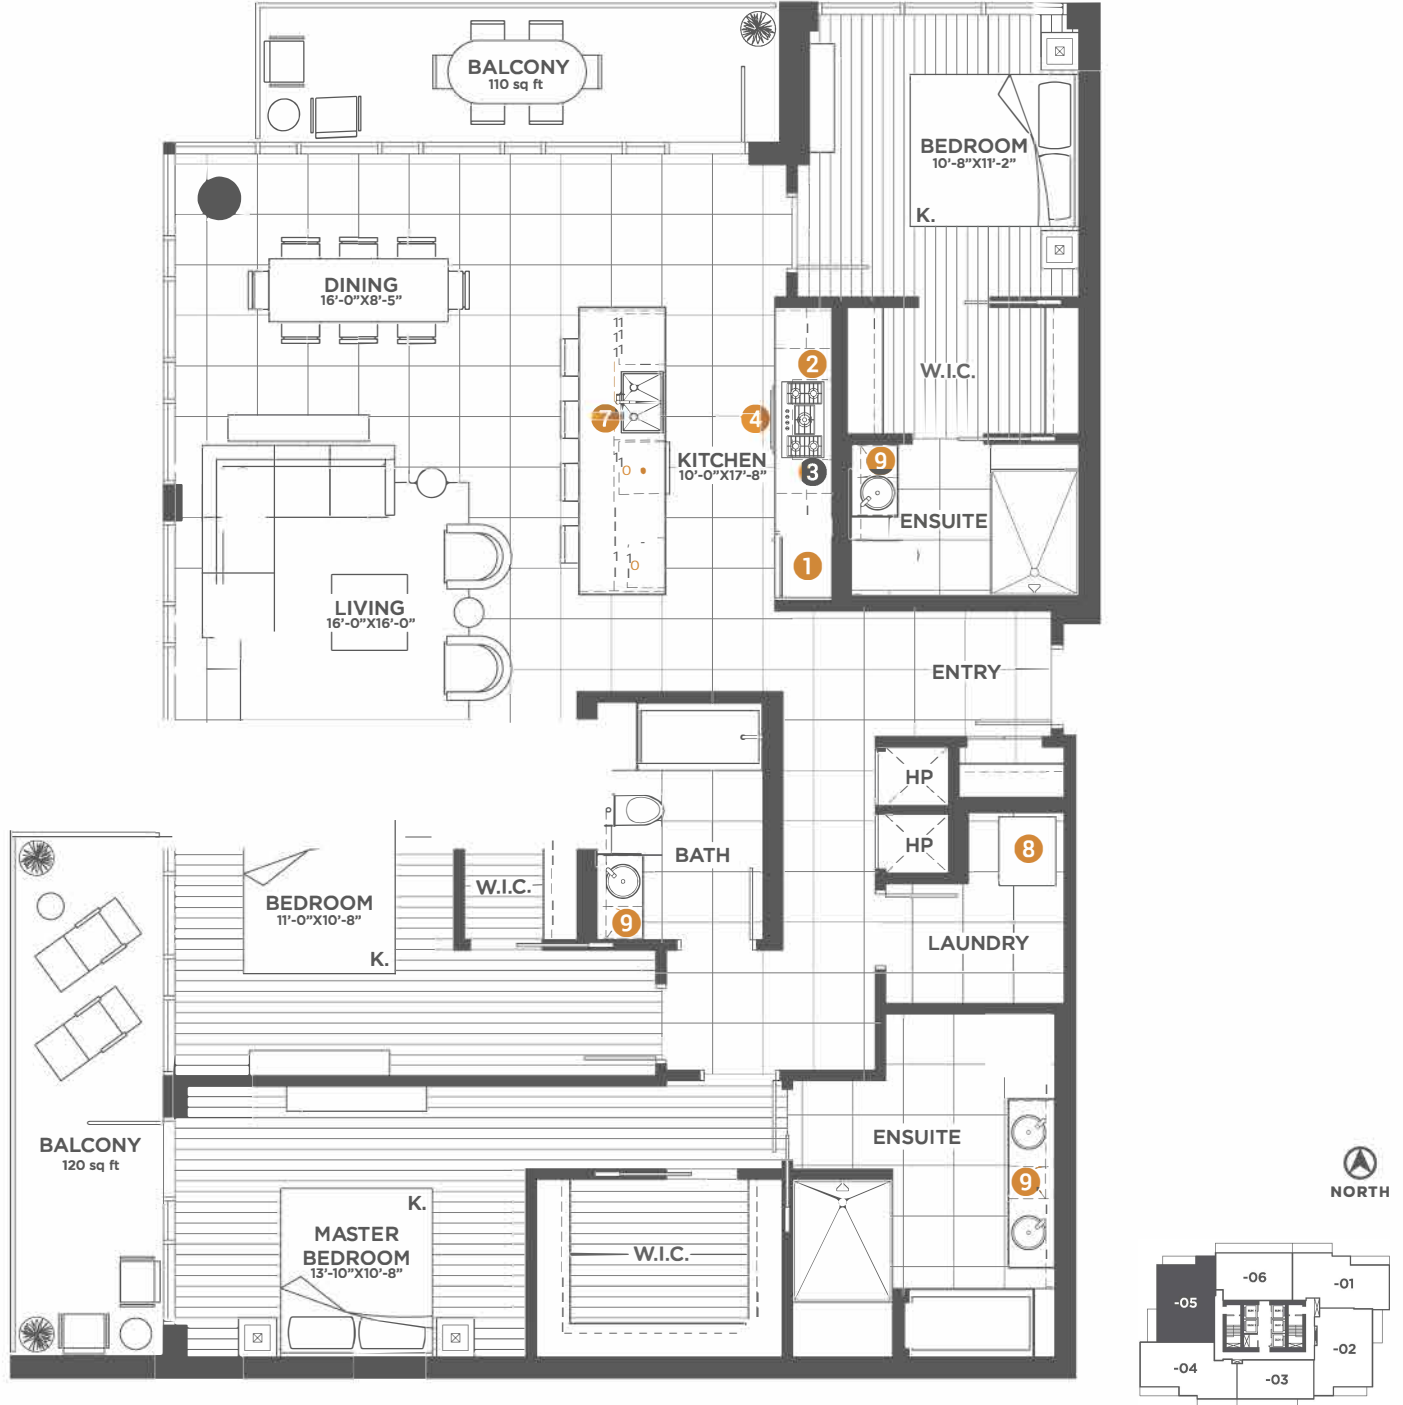 BALCONY
110 sq ft
BEDROOM
10'-8"X11'-2"
K.
DINING
16'-0"X8'-5"
2
W.I.C.
7
4
KITCHEN
10'-0"X17'-8"
3
9
ENSUITE
1
LIVING
16'-0"X16'-0"
ENTRY
HP
HP
8
BATH
W.I.C.
BEDROOM
11'-0"X10'-8"
9
LAUNDRY
K.
BALCONY
120 sq ft
ENSUITE
9
K.
MASTER
BEDROOM
13'-10"X10'-8"
W.I.C.
NORTH
-06
-01
-05
-02
-04
-03